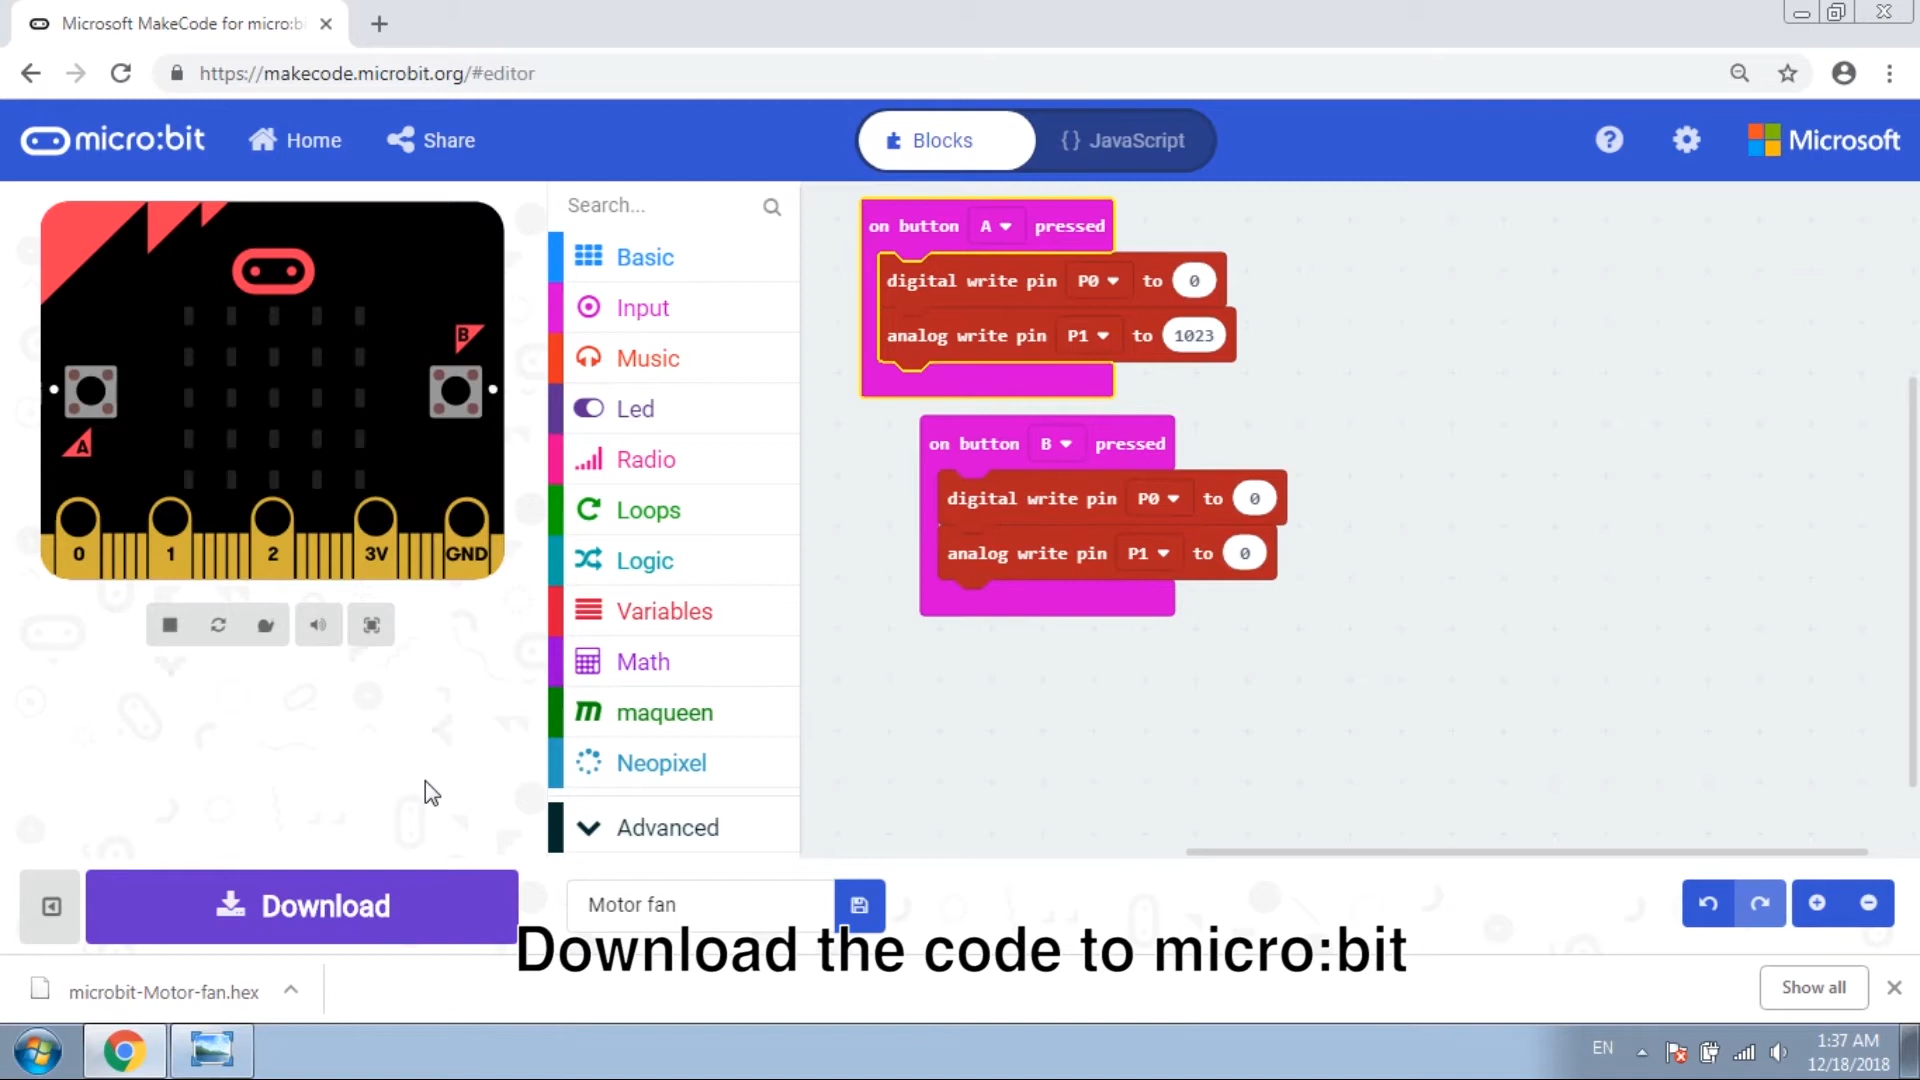 Microsoft MakeCode for micro:bi
https://makecode.microbit.org/#editor
micro:bit
Home
Share
Blocks
{} JavaScript
?
Microsoft
B
A
0 1 2 3V GND
Search...
Basic
Input
Music
Led
Radio
Loops
Logic
Variables
Math
maqueen
Neopixel
Advanced
on button A pressed
digital write pin P0 to 0
analog write pin P1 to 1023
on button B pressed
digital write pin P0 to 0
analog write pin P1 to 0
Download
Motor fan
Download the code to micro:bit
microbit-Motor-fan.hex
Show all
EN
1:37 AM
12/18/2018